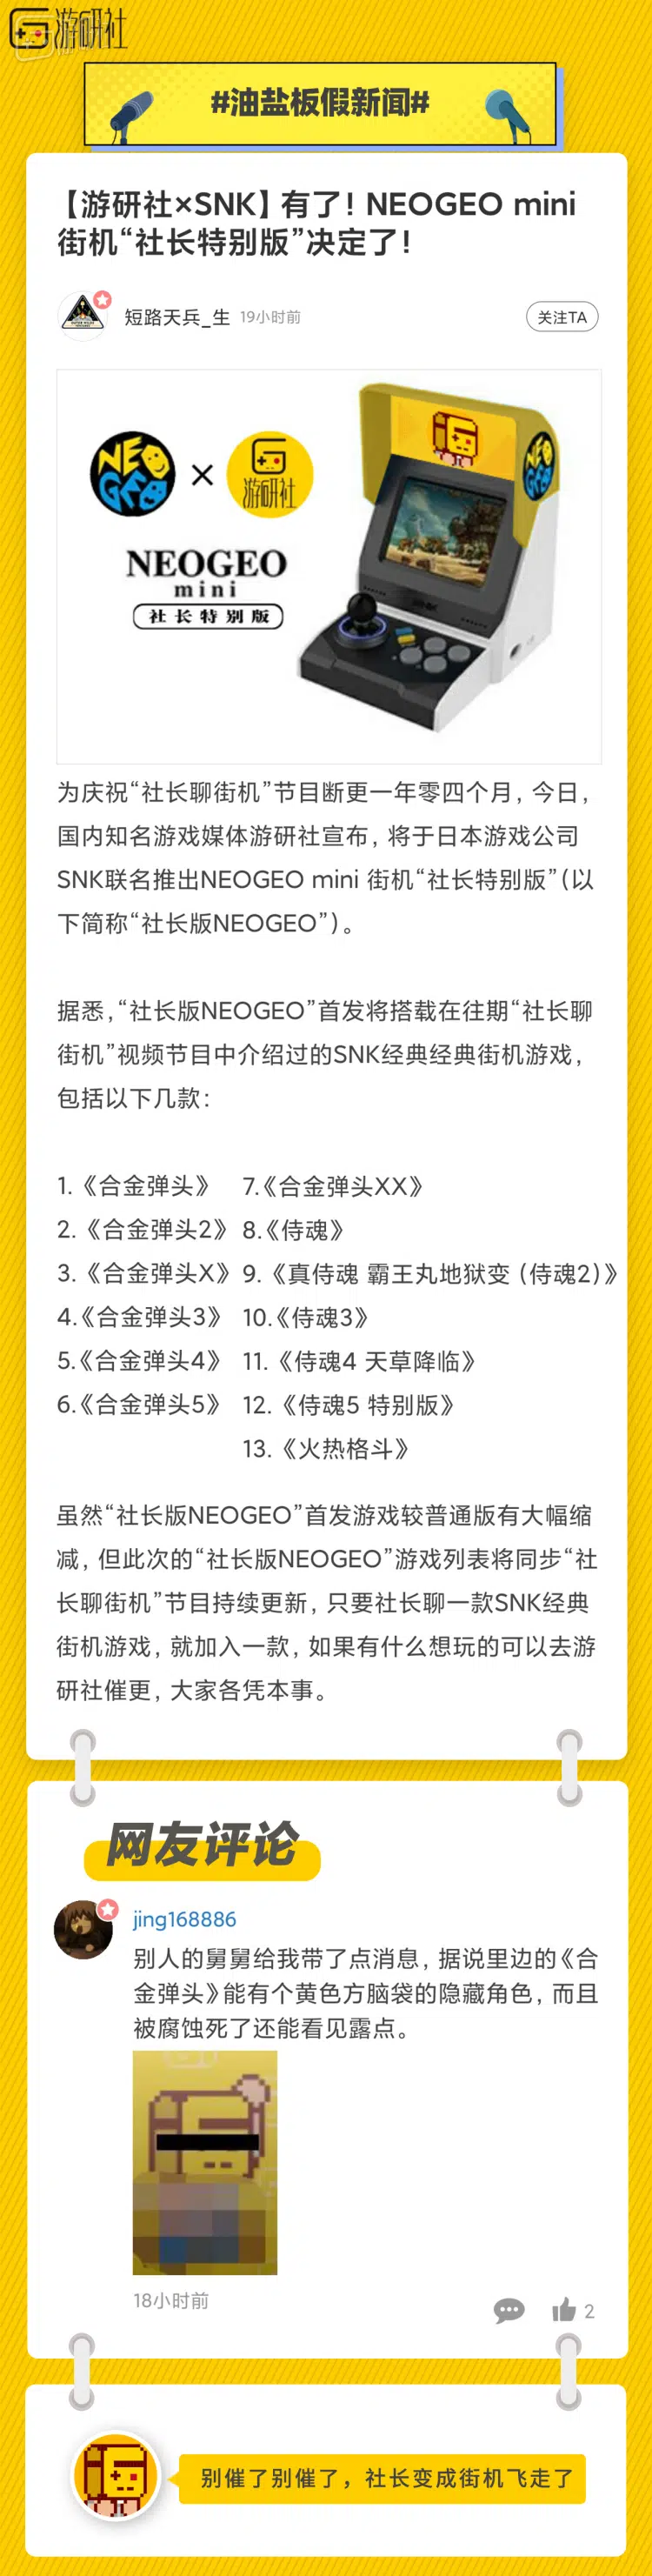 游研社
#油盐板假新闻#
【游研社×SNK】有了！NEOGEO mini
街机“社长特别版”决定了！
短路天兵_生 19小时前
关注TA
NEO GEO × 游研社
NEOGEO
mini
社长特别版
NEO GEO
SNK
为庆祝“社长聊街机”节目断更一年零四个月，今日，
国内知名游戏媒体游研社宣布，将于日本游戏公司
SNK联名推出NEOGEO mini 街机“社长特别版”（以
下简称“社长版NEOGEO”）。
据悉，“社长版NEOGEO”首发将搭载在往期“社长聊
街机”视频节目中介绍过的SNK经典经典街机游戏，
包括以下几款：
1.《合金弹头》
2.《合金弹头2》
3.《合金弹头X》
4.《合金弹头3》
5.《合金弹头4》
6.《合金弹头5》
7.《合金弹头XX》
8.《侍魂》
9.《真侍魂 霸王丸地狱变（侍魂2）》
10.《侍魂3》
11.《侍魂4 天草降临》
12.《侍魂5 特别版》
13.《火热格斗》
虽然“社长版NEOGEO”首发游戏较普通版有大幅缩
减，但此次的“社长版NEOGEO”游戏列表将同步“社
长聊街机”节目持续更新，只要社长聊一款SNK经典
街机游戏，就加入一款，如果有什么想玩的可以去游
研社催更，大家各凭本事。
网友评论
jing168886
别人的舅舅给我带了点消息，据说里边的《合
金弹头》能有个黄色方脑袋的隐藏角色，而且
被腐蚀死了还能看见露点。
18小时前
2
别催了别催了，社长变成街机飞走了